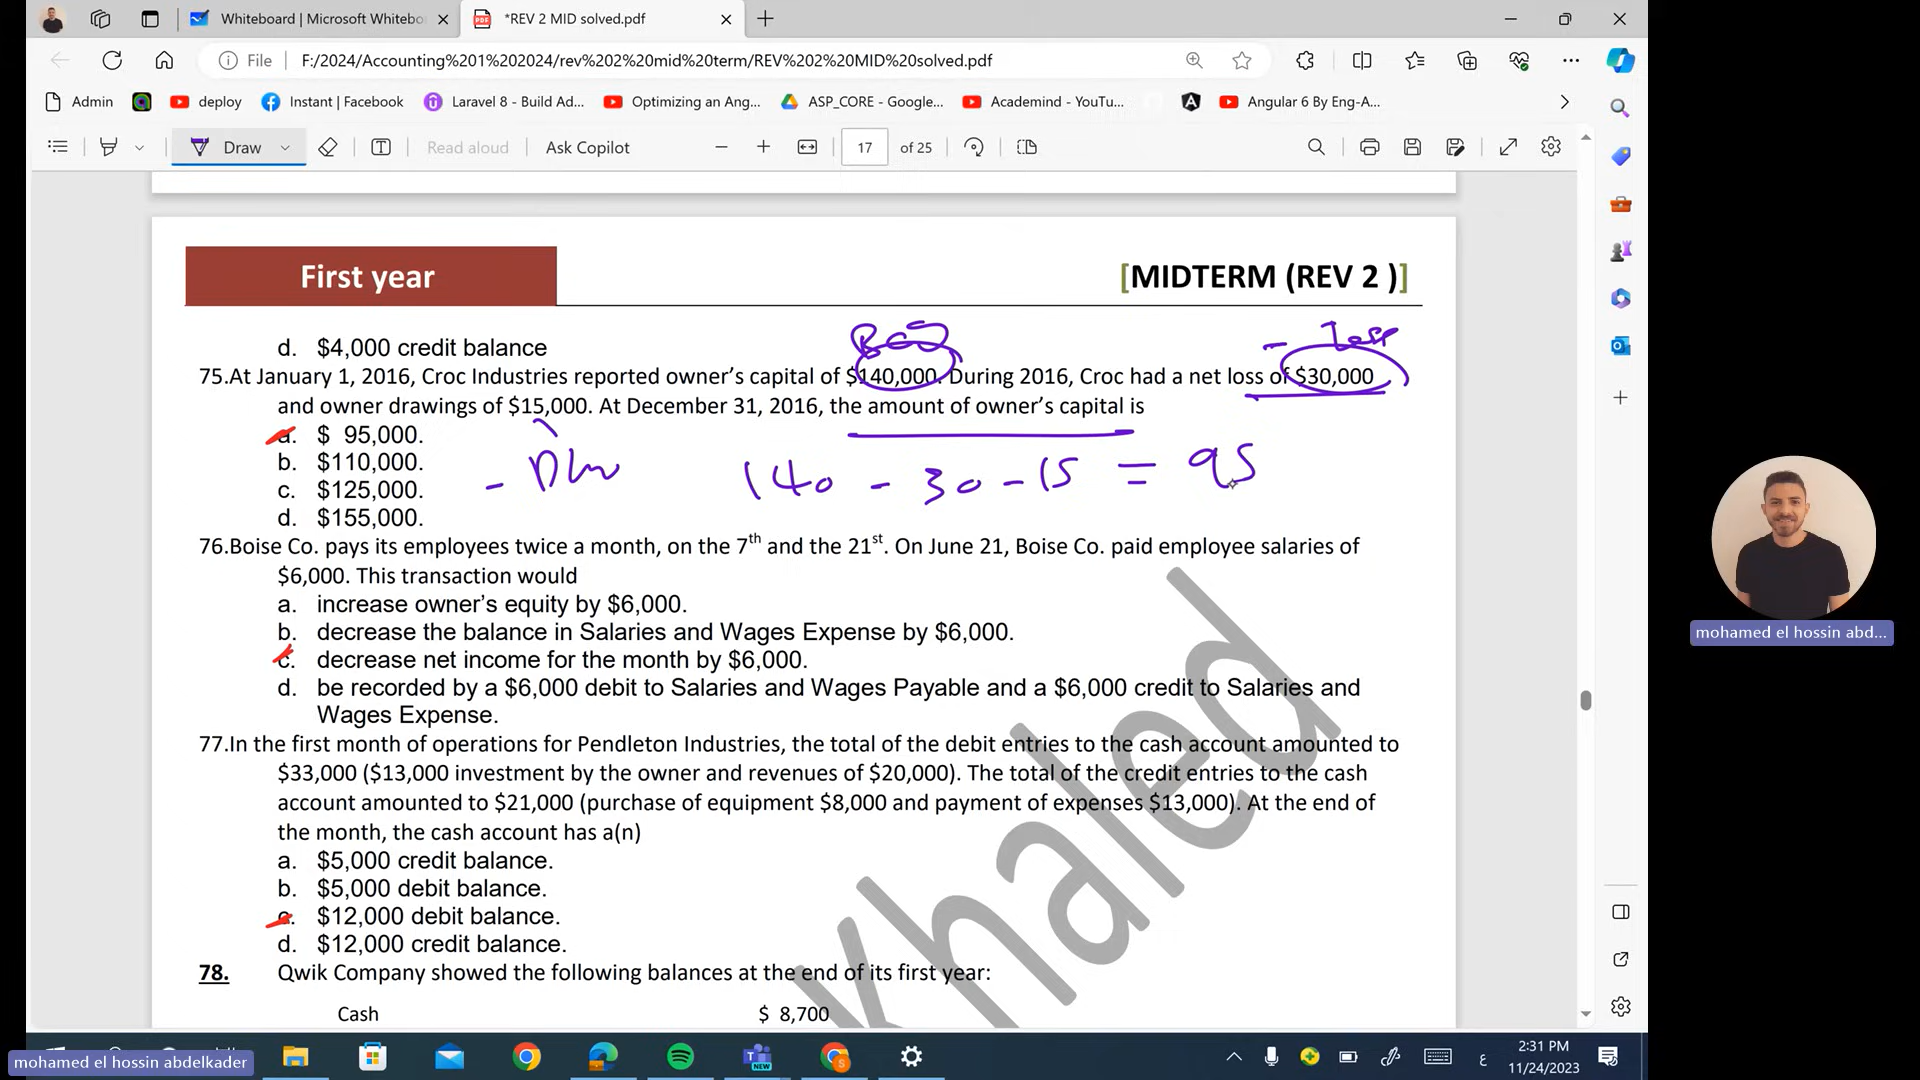 Whiteboard | Microsoft Whitebo
*REV 2 MID solved.pdf
File
F:/2024/Accounting%201%202024/rev%202%20mid%20term/REV%202%20MID%20solved.pdf
Admin
deploy
Instant | Facebook
Laravel 8 - Build Ad...
Optimizing an Ang...
ASP_CORE - Google...
Academind - YouTu...
Angular 6 By Eng-A...
Draw
Read aloud
Ask Copilot
17
of 25
First year
[MIDTERM (REV 2 )]
d. $4,000 credit balance
- Loss
75.At January 1, 2016, Croc Industries reported owner's capital of $140,000. During 2016, Croc had a net loss of $30,000
and owner drawings of $15,000. At December 31, 2016, the amount of owner's capital is
a. $ 95,000.
b. $110,000.
c. $125,000.
d. $155,000.
140 - 30 - 15 = 95
76.Boise Co. pays its employees twice a month, on the 7th and the 21st. On June 21, Boise Co. paid employee salaries of
$6,000. This transaction would
a. increase owner's equity by $6,000.
b. decrease the balance in Salaries and Wages Expense by $6,000.
c. decrease net income for the month by $6,000.
d. be recorded by a $6,000 debit to Salaries and Wages Payable and a $6,000 credit to Salaries and
Wages Expense.
77.In the first month of operations for Pendleton Industries, the total of the debit entries to the cash account amounted to
$33,000 ($13,000 investment by the owner and revenues of $20,000). The total of the credit entries to the cash
account amounted to $21,000 (purchase of equipment $8,000 and payment of expenses $13,000). At the end of
the month, the cash account has a(n)
a. $5,000 credit balance.
b. $5,000 debit balance.
c. $12,000 debit balance.
d. $12,000 credit balance.
78. Qwik Company showed the following balances at the end of its first year:
Cash $ 8,700
Khaled
mohamed el hossin abd...
mohamed el hossin abdelkader
NEW
ع
2:31 PM
11/24/2023